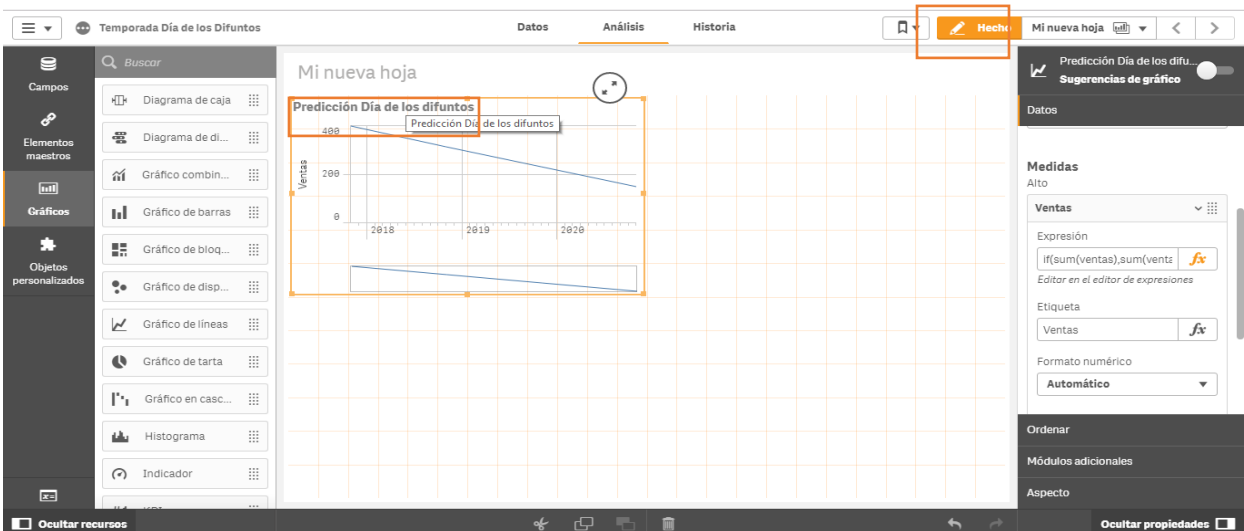 Temporada Día de los Difuntos
Datos
Análisis
Historia
Hecho
Mi nueva hoja
Campos
Elementos
maestros
Gráficos
Objetos
personalizados
Buscar
Diagrama de caja
Diagrama de di...
Gráfico combin...
Gráfico de barras
Gráfico de bloq...
Gráfico de disp...
Gráfico de líneas
Gráfico de tarta
Gráfico en casc...
Histograma
Indicador
Mi nueva hoja
Predicción Día de los difuntos
Predicción Día de los difuntos
Ventas
400
200
0
2018
2019
2020
Predicción Día de los difu...
Sugerencias de gráfico
Datos
Medidas
Alto
Ventas
Expresión
if(sum(ventas),sum(venta
fx
Editar en el editor de expresiones
Etiqueta
Ventas
fx
Formato numérico
Automático
Ordenar
Módulos adicionales
Aspecto
Ocultar recursos
Ocultar propiedades